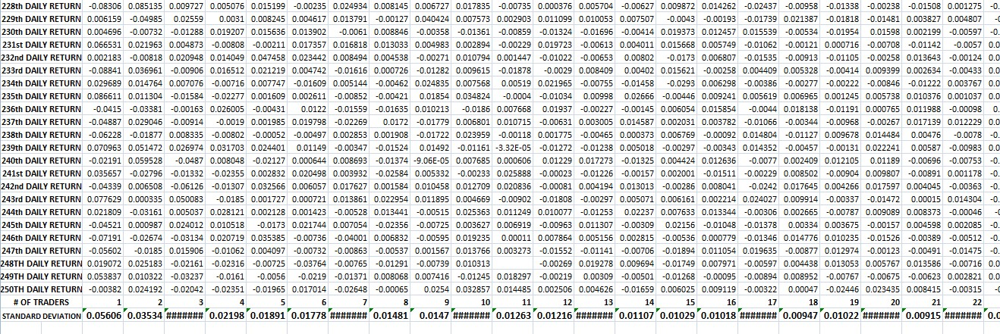 228th DAILY RETURN -0.08306 0.085135 0.009727 0.005076 0.015199 -0.00235 0.024934 0.008145 0.006727 0.017835 -0.00735 0.000376 0.005704 -0.00627 0.009872 0.014262 -0.02437 -0.00958 -0.01338 -0.00238 -0.01508 0.001275 -0.
229th DAILY RETURN 0.006159 -0.04985 0.02559 0.0031 0.008245 0.004617 0.013791 -0.00127 0.040424 0.007573 0.002903 0.011099 0.010053 0.007507 -0.0043 -0.00193 -0.01739 0.021387 -0.01818 -0.01481 0.003827 0.004807 -0.
230th DAILY RETURN 0.004696 -0.00732 -0.01288 0.019207 0.015636 0.013902 -0.0061 0.008846 -0.00358 -0.01361 -0.00859 -0.01324 -0.01696 -0.00414 0.019373 0.012457 0.015539 -0.00534 -0.01954 0.01598 0.002199 -0.00597 -0.
231st DAILY RETURN 0.066531 0.021963 0.004873 -0.00808 -0.00211 0.017357 0.016818 0.013033 0.004983 0.002894 -0.00229 0.019723 -0.00613 0.004011 0.015668 0.005749 -0.01062 -0.00121 0.000716 -0.00708 -0.01142 -0.0057 0.0
232nd DAILY RETURN 0.002183 -0.00818 0.020948 0.014049 0.047458 0.023442 0.008494 0.004538 -0.00271 0.010794 0.001447 -0.01022 -0.00653 0.00802 -0.0173 0.006807 -0.01535 -0.00913 -0.01105 -0.00258 0.013643 -0.00124 0.0
233rd DAILY RETURN -0.08841 0.036961 -0.00906 0.016512 0.021219 0.004742 -0.01616 0.000726 -0.01282 0.009615 -0.01878 -0.0029 0.008409 0.00402 0.015621 -0.00258 0.004409 0.005328 -0.00414 0.009399 0.002634 -0.00433 0.0
234th DAILY RETURN 0.029689 0.014764 0.007076 -0.00716 0.007747 -0.01609 0.005144 -0.00462 0.024835 0.007568 0.00519 0.021965 -0.00755 -0.01458 -0.0293 0.006298 -0.00386 -0.00277 -0.00222 -0.00846 -0.01222 0.003767 0.0
235th DAILY RETURN 0.086611 0.011304 -0.01584 -0.02277 0.001609 0.002611 -0.00852 -0.00421 0.01854 0.034824 -0.0004 -0.01034 0.00998 0.02666 -0.00446 0.009241 0.005619 0.006965 0.001245 0.005738 0.010376 0.001037 0.0
236th DAILY RETURN -0.0415 -0.03381 -0.00163 0.026005 -0.00431 0.0122 -0.01559 -0.01635 0.010213 -0.0186 0.007668 0.01937 -0.00227 -0.00145 0.006054 0.015854 -0.0044 0.018138 -0.01191 0.000765 0.011988 -0.00098 0.
237th DAILY RETURN -0.04887 0.029046 -0.00914 -0.0019 0.001985 0.019798 -0.02269 0.0172 -0.01779 0.006801 0.010715 -0.00631 0.003005 0.014587 0.002031 0.003782 -0.01066 -0.00344 -0.00968 -0.00267 0.017139 0.012229 0.0
238th DAILY RETURN -0.06228 -0.01877 0.008335 -0.00802 -0.00052 -0.00497 0.002853 0.001908 -0.01722 0.023959 -0.00118 0.001775 -0.00465 0.000373 0.006769 -0.00092 0.014804 -0.01127 0.009678 0.014484 0.00476 -0.0078 -0.
239th DAILY RETURN 0.070963 0.051472 0.026974 0.031703 0.024401 0.01149 -0.00347 -0.01524 0.01492 -0.01161 -3.32E-05 -0.01272 -0.01238 0.005018 -0.00297 -0.00343 0.014352 -0.00457 -0.00131 0.022241 0.00587 -0.00983 0.0
240th DAILY RETURN -0.02191 0.059528 -0.0487 0.008048 -0.02127 0.000644 0.008693 -0.01374 -9.06E-05 0.007685 0.000606 0.01229 0.017273 -0.01325 0.004424 0.012636 -0.0077 0.002409 0.012105 0.01189 -0.00696 -0.00753 -0.
241st DAILY RETURN 0.035657 -0.02796 -0.01332 -0.02355 0.002832 0.020498 0.003932 -0.02584 0.005332 -0.00233 0.025888 -0.00023 -0.01226 -0.00157 0.002001 -0.01511 -0.00229 0.008502 -0.00904 0.009807 -0.00891 0.001178 -0.
242nd DAILY RETURN -0.04339 0.006508 -0.06126 -0.01307 0.032566 0.006057 0.017627 0.001584 0.010458 0.012709 0.020836 -0.00081 0.004194 0.013013 -0.00286 0.008041 -0.0242 0.017645 0.004266 0.017597 0.004045 -0.00363 -0.
243rd DAILY RETURN 0.077629 0.000335 0.050083 -0.0185 0.001727 0.000721 0.013861 0.022954 0.011895 0.004669 -0.00902 -0.01808 -0.00297 0.005071 0.006161 0.002214 0.024027 0.009914 -0.00337 -0.01472 0.00015 0.014304 -0.
244th DAILY RETURN 0.021809 -0.03161 0.005037 0.028121 0.002128 0.001423 -0.00528 0.013441 -0.00515 0.025363 0.011249 0.010077 -0.01253 0.02237 0.007633 0.013344 -0.00306 0.002665 -0.00787 0.009089 0.008373 -0.00046 -0.
245th DAILY RETURN -0.04521 0.000987 0.024012 0.010518 -0.0173 0.021744 0.007054 -0.02356 -0.00725 0.003627 0.006919 -0.00963 0.011307 -0.00309 0.02156 -0.01048 -0.01378 0.00334 0.003675 -0.00157 0.004598 0.002085 -0.
246th DAILY RETURN -0.07191 -0.02674 -0.03134 0.020719 0.035385 -0.00736 -0.04001 0.006832 -0.00595 0.019235 0.00011 0.007864 0.005156 0.002815 -0.00536 0.000779 -0.01346 0.014776 0.010235 -0.01526 -0.00389 -0.00512 -0.
247th DAILY RETURN -0.05602 -0.0185 0.015906 -0.01062 0.004097 -0.00732 -0.00863 -0.00537 0.001567 0.013766 0.003273 -0.01552 -0.01141 -0.00706 -0.01894 0.011054 0.019635 -0.00877 0.012974 -0.00123 -0.00491 -0.01475 -0.
248TH DAILY RETURN 0.019072 0.025183 -0.02161 -0.02316 -0.00725 -0.03764 -0.00765 -0.01291 -0.00739 0.010313 -0.00269 0.019278 0.009694 -0.01749 0.007971 -0.00597 0.004438 0.013053 0.005767 0.013586 -0.00716 0.0
249TH DAILY RETURN 0.053837 0.010322 -0.03237 -0.0161 -0.0056 -0.0219 -0.01371 0.008068 0.007416 -0.01245 0.018297 -0.00219 0.00309 -0.00501 -0.01268 -0.00095 -0.00894 0.008952 -0.00767 -0.00675 -0.00623 0.002821 -0.
250TH DAILY RETURN -0.00382 0.024192 -0.02042 -0.02351 -0.01965 0.017014 -0.02648 -0.00065 0.0254 0.032857 0.014485 0.002506 0.004626 -0.01659 0.006025 0.009119 -0.00322 0.00047 -0.02446 0.023435 0.008415 -0.00315 -0.
# OF TRADERS 1 2 3 4 5 6 7 8 9 10 11 12 13 14 15 16 17 18 19 20 21 22
STANDARD DEVIATION 0.05606 0.03534 ####### 0.02198 0.01891 0.01778 ####### 0.01481 0.0147 ####### 0.01263 0.01216 ####### 0.01107 0.01029 0.01018 ####### 0.00947 0.01022 ####### 0.00915 ####### 0.0